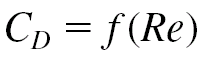 C_D = f(Re)